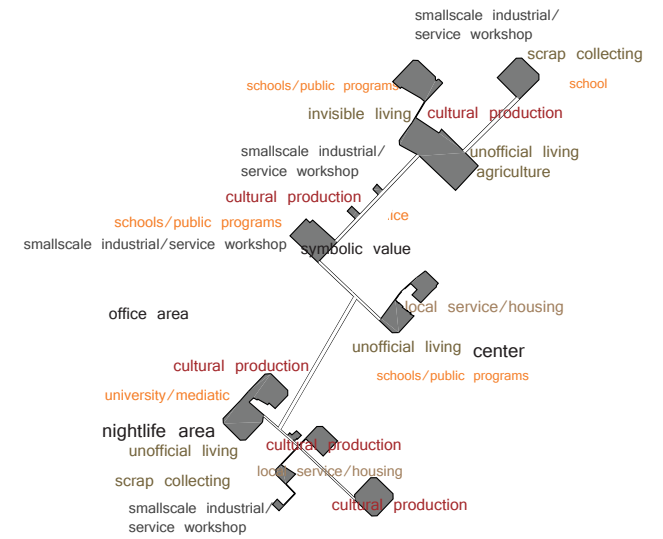 smallscale industrial/
service workshop
scrap collecting
schools/public programs
school
invisible living
cultural production
smallscale industrial/
service workshop
unofficial living
agriculture
cultural production
schools/public programs
smallscale industrial/service workshop
symbolic value
local service/housing
office area
unofficial living
center
cultural production
schools/public programs
university/mediatic
nightlife area
cultural production
unofficial living
local service/housing
scrap collecting
cultural production
smallscale industrial/
service workshop